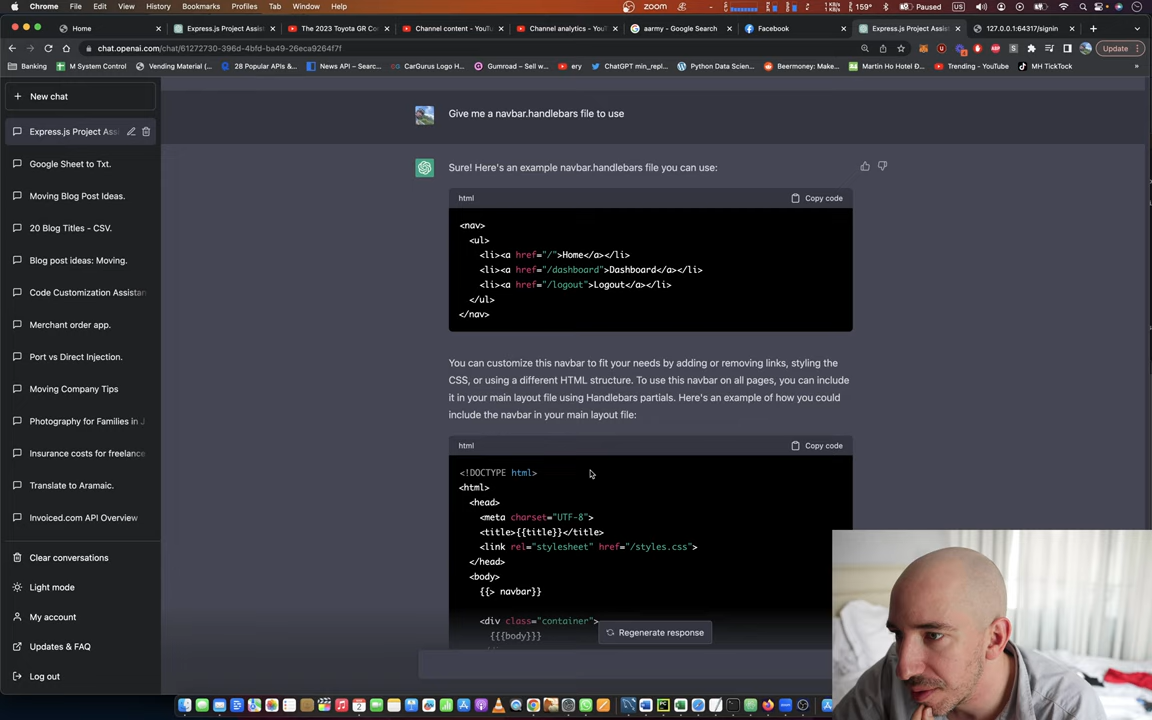 Chrome File Edit View History Bookmarks Profiles Tab Window Help
zoom 1 KB/s 159° Paused
Home
Express.js Project Assis
The 2023 Toyota GR Co
Channel content - YouT
Channel analytics - You
aarmy - Google Search
Facebook
Express.js Project Assis
127.0.0.1:64317/signin
chat.openai.com/chat/61272730-396d-4bfd-ba49-26eca9264f7f
Update
Banking
M System Control
Vending Material (...
28 Popular APIs &...
News API – Searc...
CarGurus Logo H...
Gumroad – Sell w...
ery
ChatGPT min_repl...
Python Data Scien...
Beermoney: Make...
Martin Ho Hotel Đ...
Trending - YouTube
MH TickTock
New chat
Express.js Project Assi
Google Sheet to Txt.
Moving Blog Post Ideas.
20 Blog Titles - CSV.
Blog post ideas: Moving.
Code Customization Assistan
Merchant order app.
Port vs Direct Injection.
Moving Company Tips
Photography for Families in J
Insurance costs for freelance
Translate to Aramaic.
Invoiced.com API Overview
Clear conversations
Light mode
My account
Updates & FAQ
Log out
Give me a navbar.handlebars file to use
Sure! Here's an example navbar.handlebars file you can use:
html
Copy code
<nav>
<ul>
<li><a href="/">Home</a></li>
<li><a href="/dashboard">Dashboard</a></li>
<li><a href="/logout">Logout</a></li>
</ul>
</nav>
You can customize this navbar to fit your needs by adding or removing links, styling the
CSS, or using a different HTML structure. To use this navbar on all pages, you can include
it in your main layout file using Handlebars partials. Here's an example of how you could
include the navbar in your main layout file:
html
Copy code
<!DOCTYPE html>
<html>
<head>
<meta charset="UTF-8">
<title>{{title}}</title>
<link rel="stylesheet" href="/styles.css">
</head>
<body>
{{> navbar}}
<div class="container">
{{{body}}}
Regenerate response